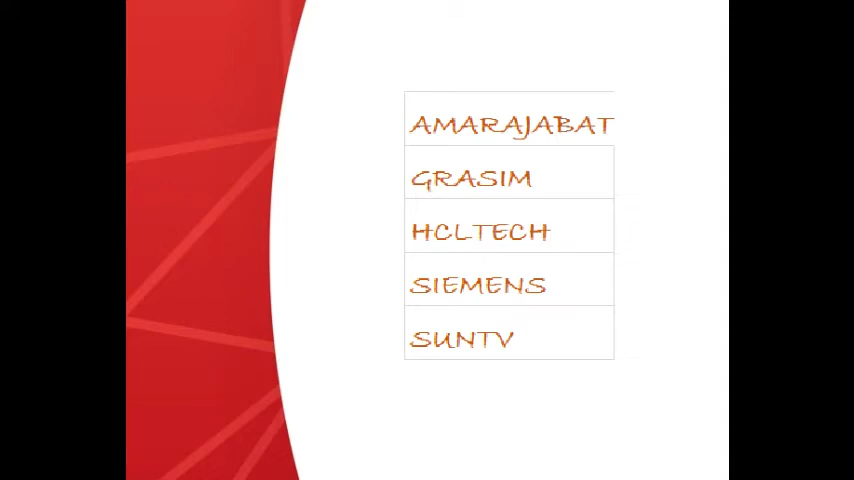 AMARAJABAT
GRASIM
HCLTECH
SIEMENS
SUNTV